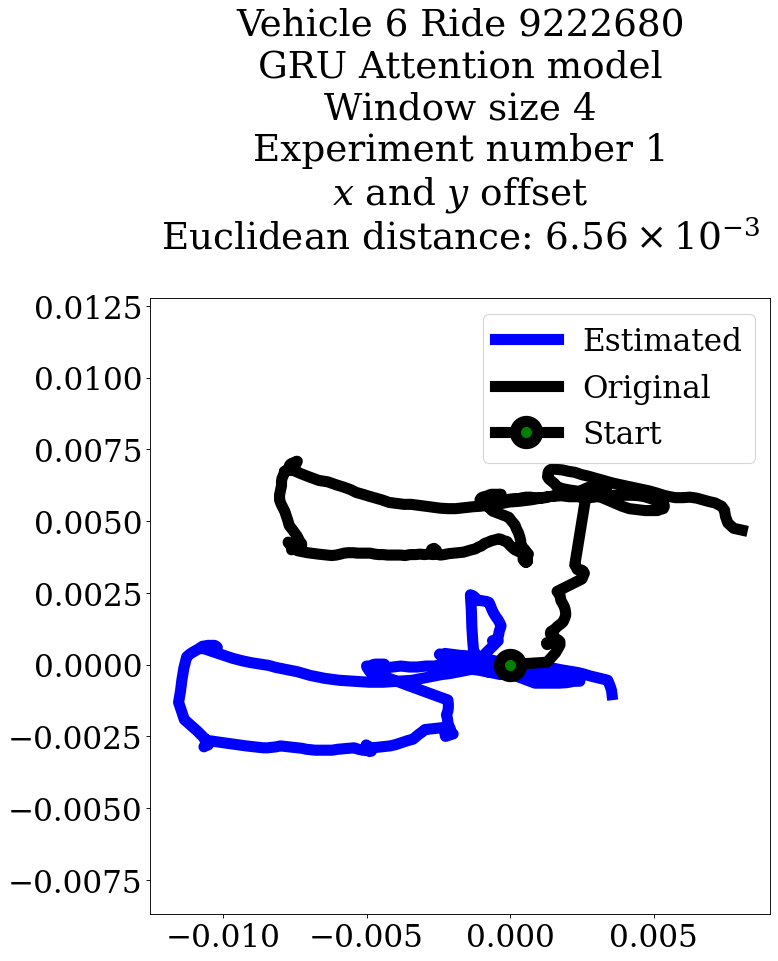 Vehicle 6 Ride 9222680
GRU Attention model
Window size 4
Experiment number 1
x and y offset
Euclidean distance: 6.56 × 10⁻³
Estimated
Original
Start
0.0125
0.0100
0.0075
0.0050
0.0025
0.0000
−0.0025
−0.0050
−0.0075
−0.010 −0.005 0.000 0.005